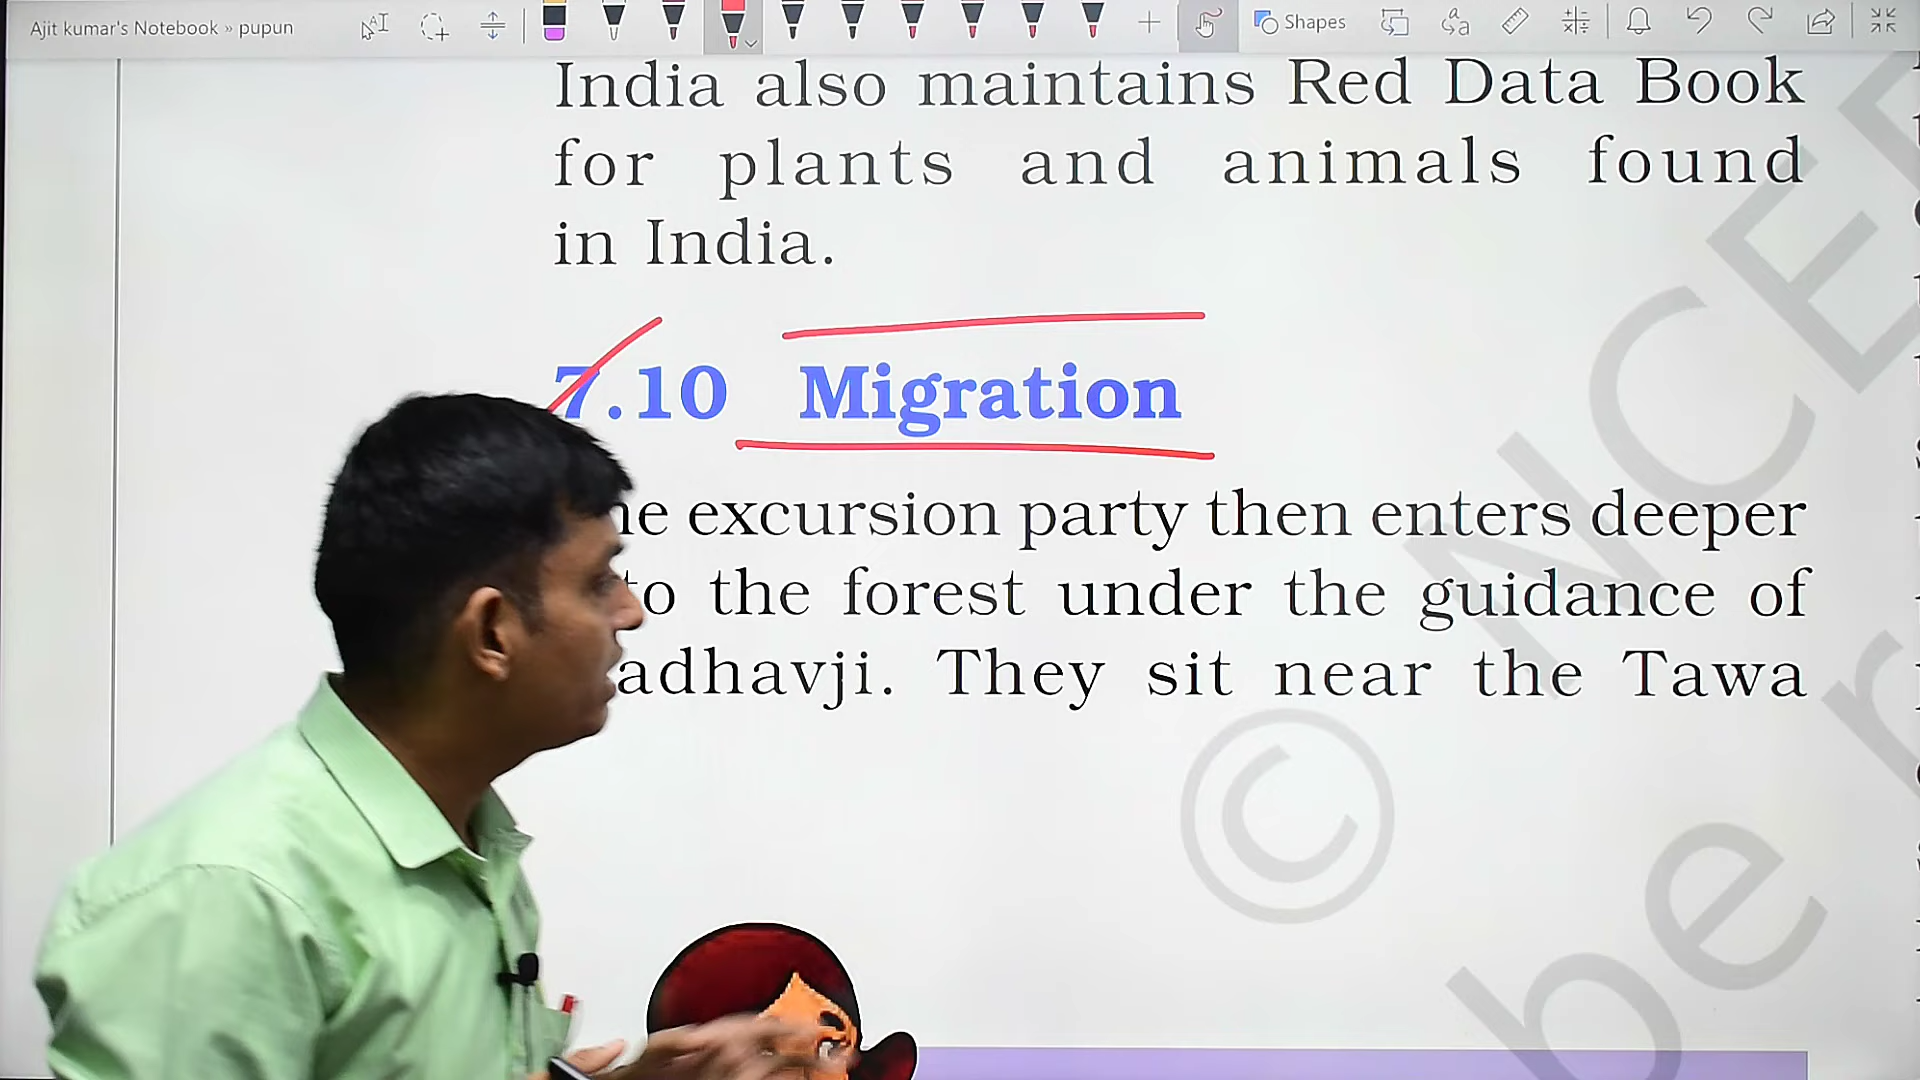 Ajit kumar's Notebook » pupun
Shapes
India also maintains Red Data Book
for plants and animals found
in India.
7.10 Migration
excursion party then enters deeper
the forest under the guidance of
They sit near the Tawa
©
be